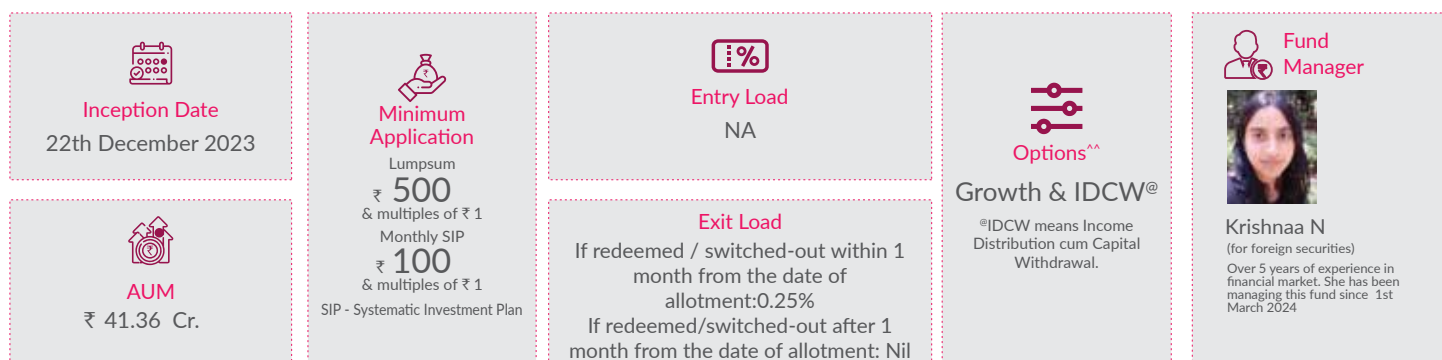 Inception Date
22th December 2023
AUM
₹ 41.36 Cr.
Minimum
Application
Lumpsum
₹ 500
& multiples of ₹ 1
Monthly SIP
₹ 100
& multiples of ₹ 1
SIP - Systematic Investment Plan
Entry Load
NA
Exit Load
If redeemed / switched-out within 1
month from the date of
allotment:0.25%
If redeemed/switched-out after 1
month from the date of allotment: Nil
Options^^
Growth & IDCW@
@IDCW means Income
Distribution cum Capital
Withdrawal.
Fund
Manager
Krishnaa N
(for foreign securities)
Over 5 years of experience in
financial market. She has been
managing this fund since 1st
March 2024